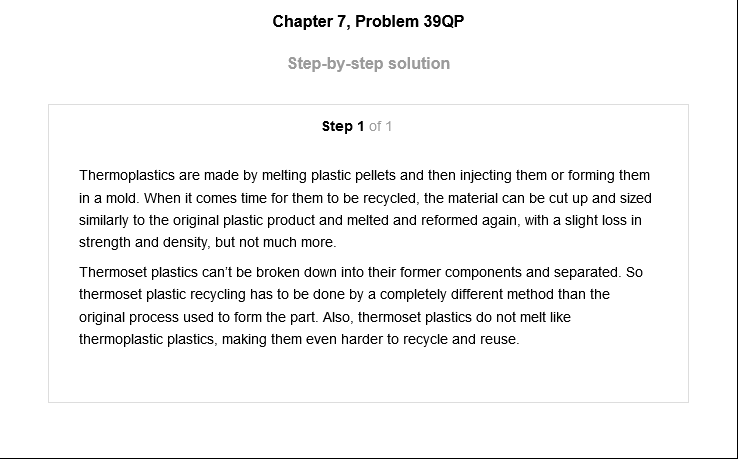 Chapter 7, Problem 39QP
Step-by-step solution
Step 1 of 1
Thermoplastics are made by melting plastic pellets and then injecting them or forming them
in a mold. When it comes time for them to be recycled, the material can be cut up and sized
similarly to the original plastic product and melted and reformed again, with a slight loss in
strength and density, but not much more.
Thermoset plastics can’t be broken down into their former components and separated. So
thermoset plastic recycling has to be done by a completely different method than the
original process used to form the part. Also, thermoset plastics do not melt like
thermoplastic plastics, making them even harder to recycle and reuse.